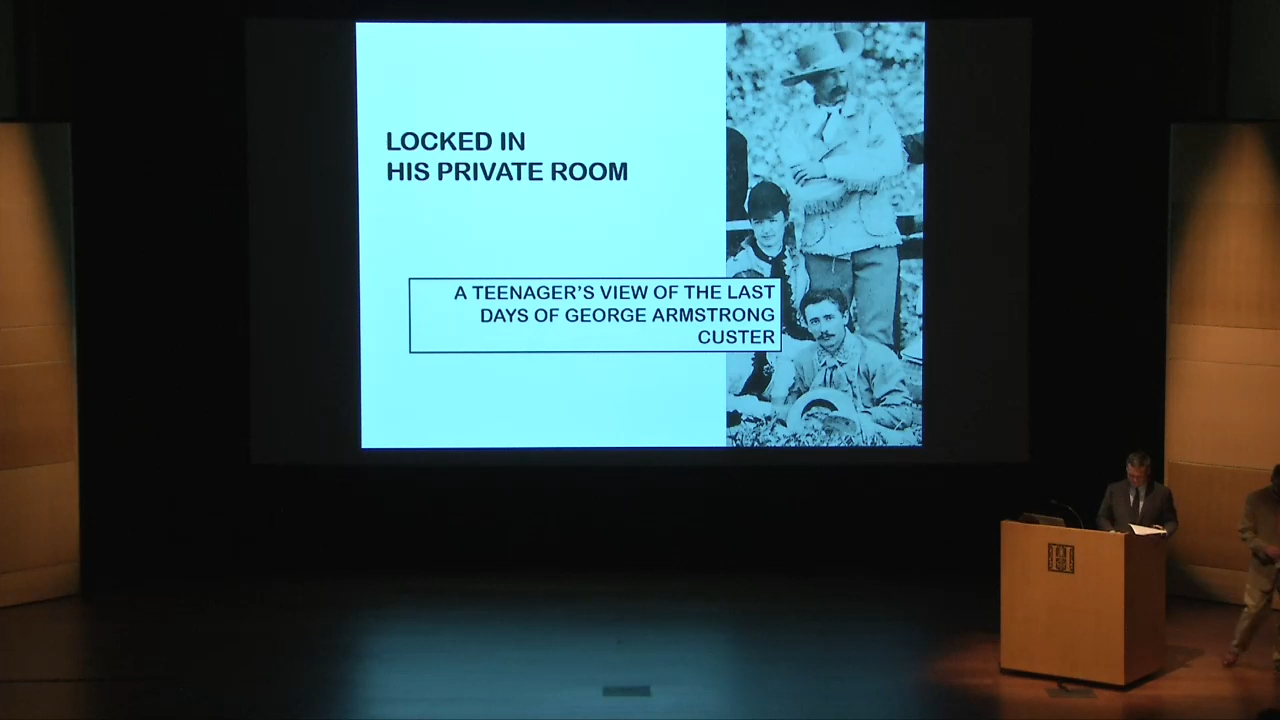 LOCKED IN
HIS PRIVATE ROOM
A TEENAGER'S VIEW OF THE LAST
DAYS OF GEORGE ARMSTRONG
CUSTER